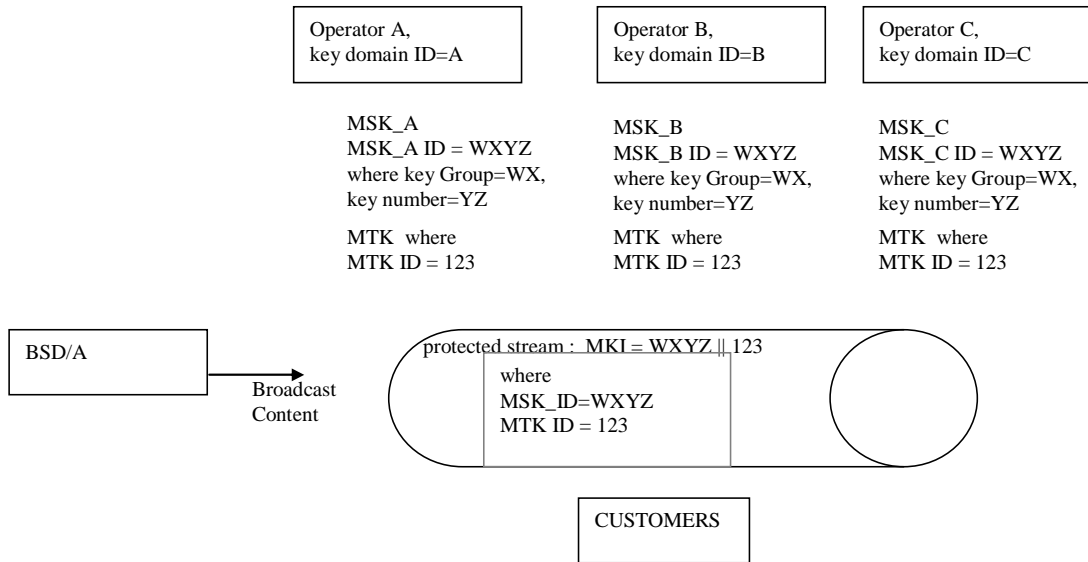 Operator A,
key domain ID=A
Operator B,
key domain ID=B
Operator C,
key domain ID=C
MSK_A
MSK_A ID = WXYZ
where key Group=WX,
key number=YZ
MTK where
MTK ID = 123
MSK_B
MSK_B ID = WXYZ
where key Group=WX,
key number=YZ
MTK where
MTK ID = 123
MSK_C
MSK_C ID = WXYZ
where key Group=WX,
key number=YZ
MTK where
MTK ID = 123
BSD/A
Broadcast
Content
protected stream : MKI = WXYZ || 123
where
MSK_ID=WXYZ
MTK ID = 123
CUSTOMERS